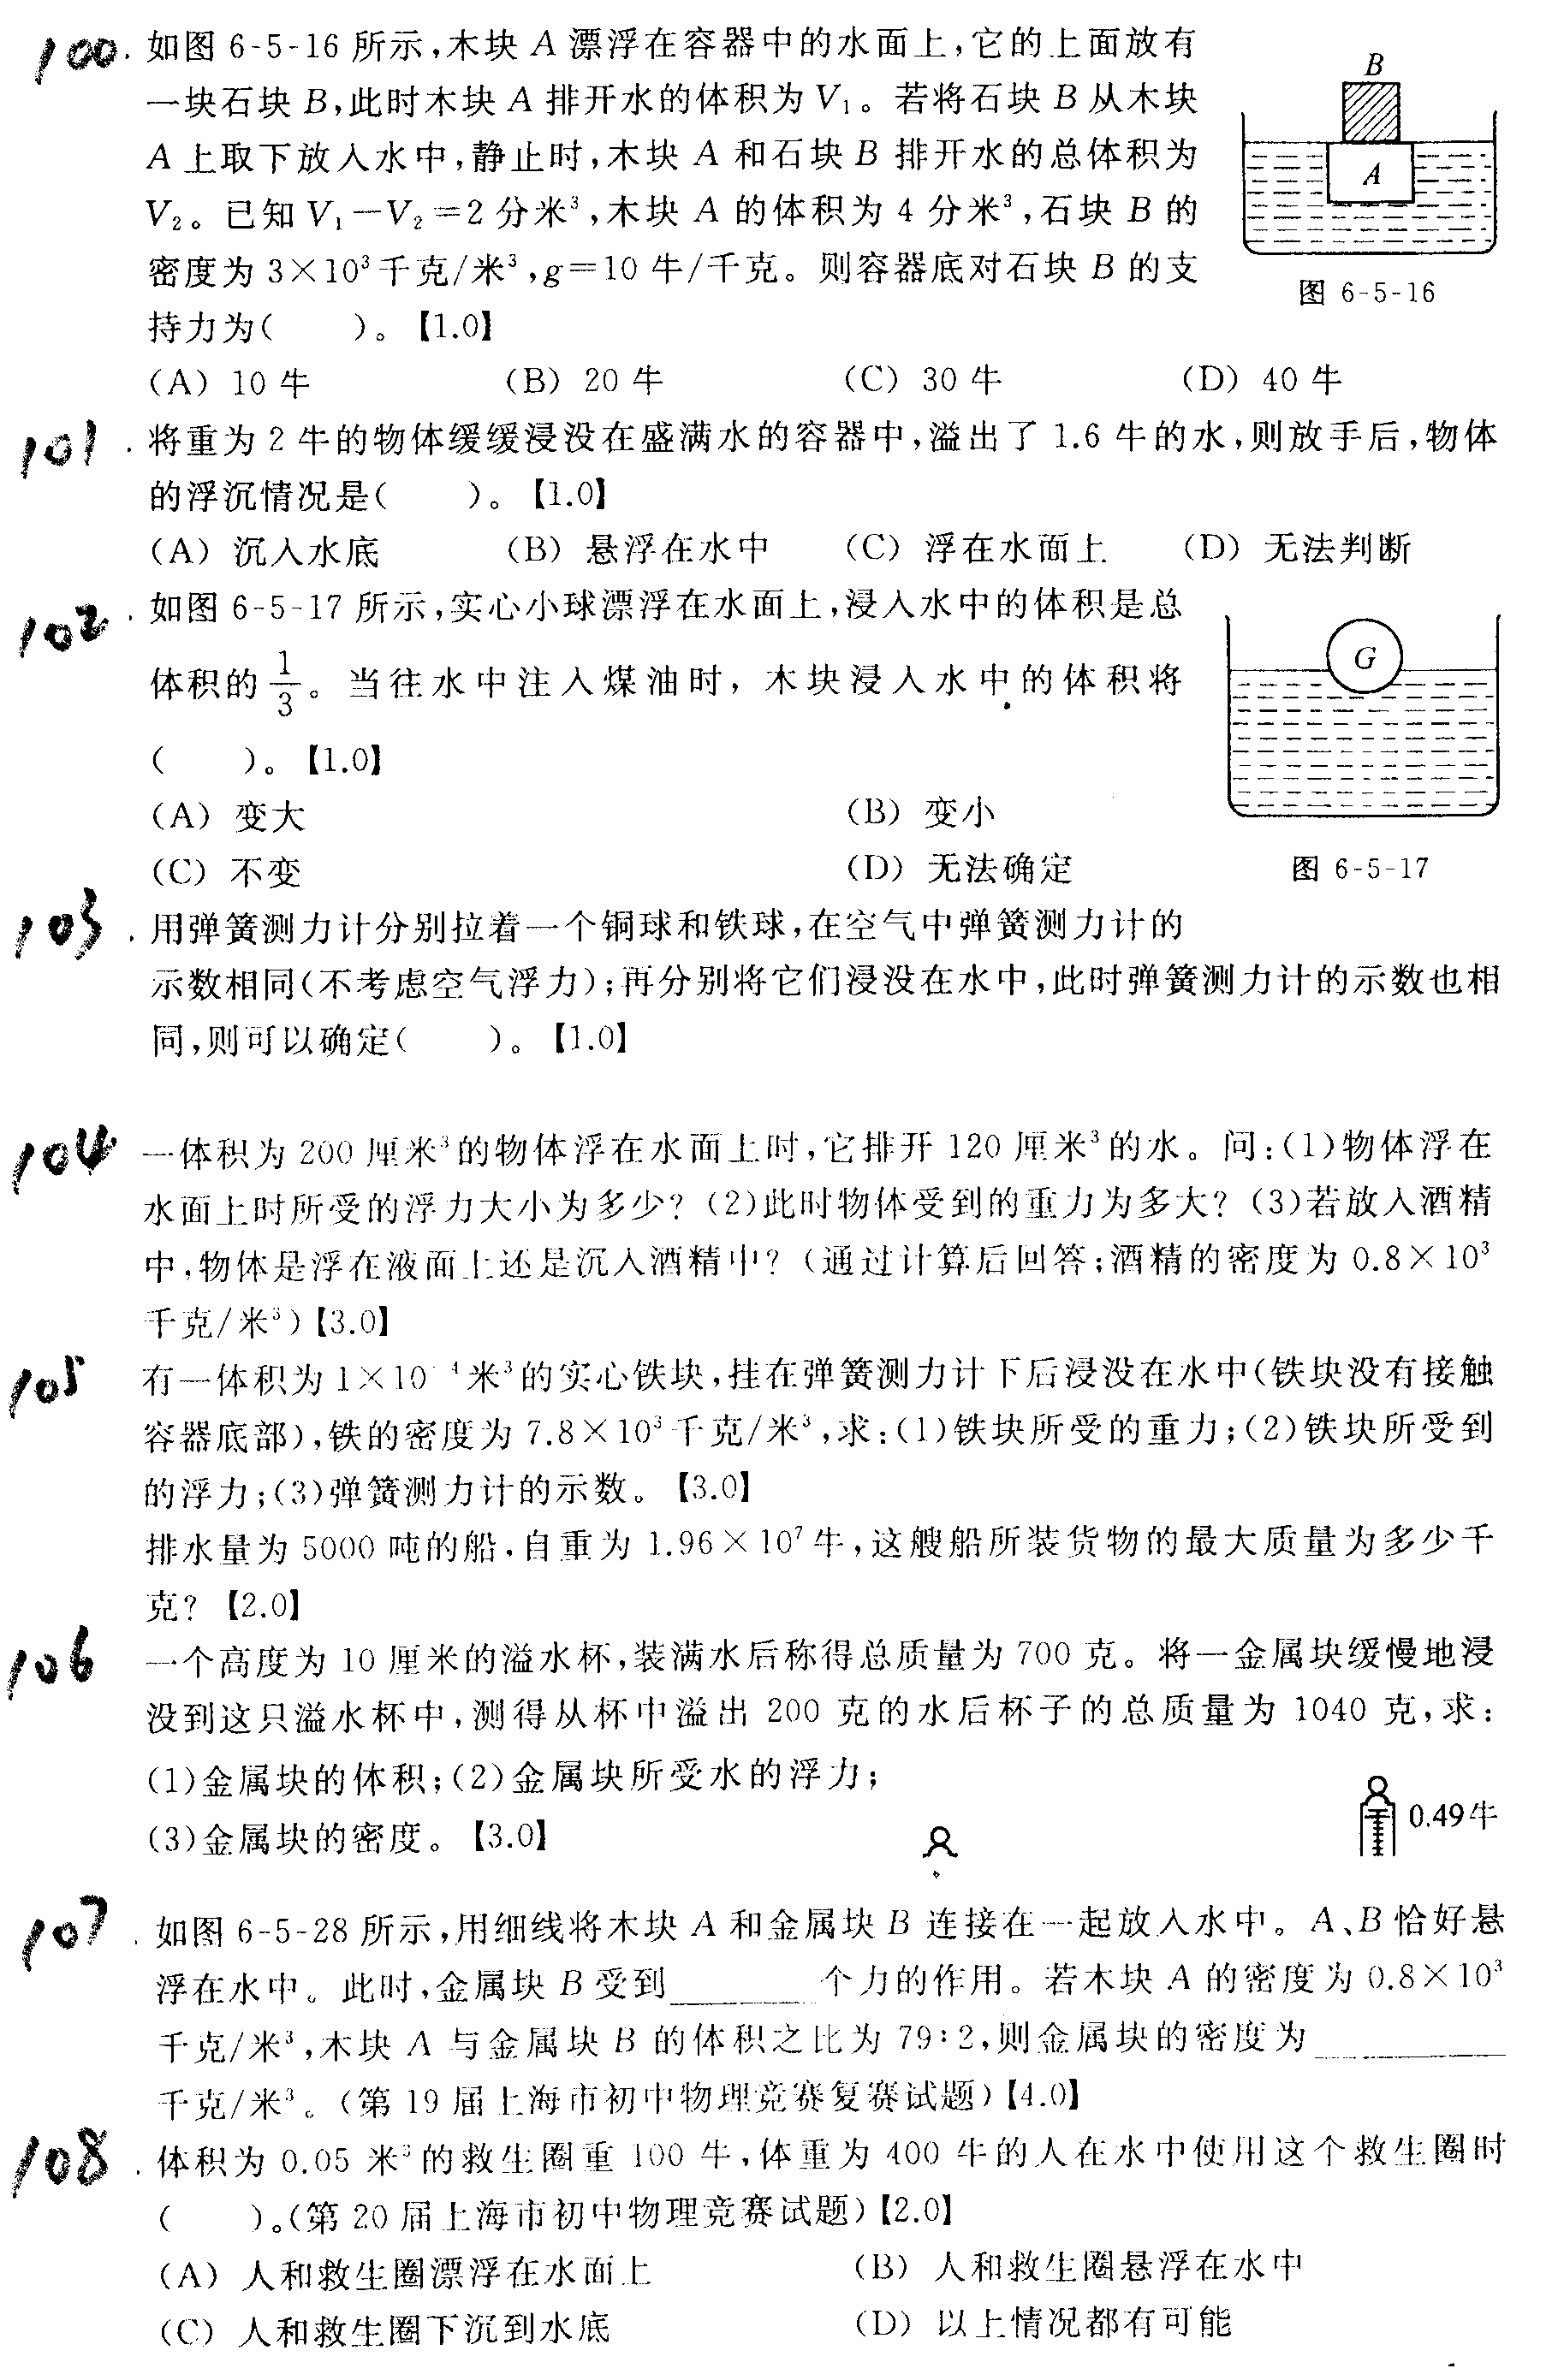 100. 如图 6-5-16 所示,木块 A 漂浮在容器中的水面上,它的上面放有
一块石块 B,此时木块 A 排开水的体积为 V₁。若将石块 B 从木块
A 上取下放入水中,静止时,木块 A 和石块 B 排开水的总体积为
V₂。已知 V₁-V₂=2 分米³,木块 A 的体积为 4 分米³,石块 B 的
密度为 3×10³千克/米³,g=10 牛/千克。则容器底对石块 B 的支
持力为(  )。【1.0】
B
A
图 6-5-16
(A) 10 牛 (B) 20 牛 (C) 30 牛 (D) 40 牛
101. 将重为 2 牛的物体缓缓浸没在盛满水的容器中,溢出了 1.6 牛的水,则放手后,物体
的浮沉情况是(  )。【1.0】
(A) 沉入水底 (B) 悬浮在水中 (C) 浮在水面上 (D) 无法判断
102. 如图 6-5-17 所示,实心小球漂浮在水面上,浸入水中的体积是总
体积的 1/3。当往水中注入煤油时,木块浸入水中的体积将
(  )。【1.0】
G
(A) 变大 (B) 变小
(C) 不变 (D) 无法确定
图 6-5-17
103. 用弹簧测力计分别拉着一个铜球和铁球,在空气中弹簧测力计的
示数相同(不考虑空气浮力);再分别将它们浸没在水中,此时弹簧测力计的示数也相
同,则可以确定(  )。【1.0】
104 一体积为 200 厘米³的物体浮在水面上时,它排开 120 厘米³的水。问:(1)物体浮在
水面上时所受的浮力大小为多少? (2)此时物体受到的重力为多大? (3)若放入酒精
中,物体是浮在液面上还是沉入酒精中? (通过计算后回答;酒精的密度为 0.8×10³
千克/米³)【3.0】
105 有一体积为 1×10⁻⁴米³的实心铁块,挂在弹簧测力计下后浸没在水中(铁块没有接触
容器底部),铁的密度为 7.8×10³千克/米³,求:(1)铁块所受的重力;(2)铁块所受到
的浮力;(3)弹簧测力计的示数。【3.0】
排水量为 5000 吨的船,自重为 1.96×10⁷牛,这艘船所装货物的最大质量为多少千
克? 【2.0】
106 一个高度为 10 厘米的溢水杯,装满水后称得总质量为 700 克。将一金属块缓慢地浸
没到这只溢水杯中,测得从杯中溢出 200 克的水后杯子的总质量为 1040 克,求:
(1)金属块的体积;(2)金属块所受水的浮力;
(3)金属块的密度。【3.0】
0.49牛
107. 如图 6-5-28 所示,用细线将木块 A 和金属块 B 连接在一起放入水中。A、B 恰好悬
浮在水中。此时,金属块 B 受到________个力的作用。若木块 A 的密度为 0.8×10³
千克/米³,木块 A 与金属块 B 的体积之比为 79:2,则金属块的密度为__________
千克/米³。(第 19 届上海市初中物理竞赛复赛试题)【4.0】
108. 体积为 0.05 米³的救生圈重 100 牛,体重为 400 牛的人在水中使用这个救生圈时
(  )。(第 20 届上海市初中物理竞赛试题)【2.0】
(A) 人和救生圈漂浮在水面上 (B) 人和救生圈悬浮在水中
(C) 人和救生圈下沉到水底 (D) 以上情况都有可能